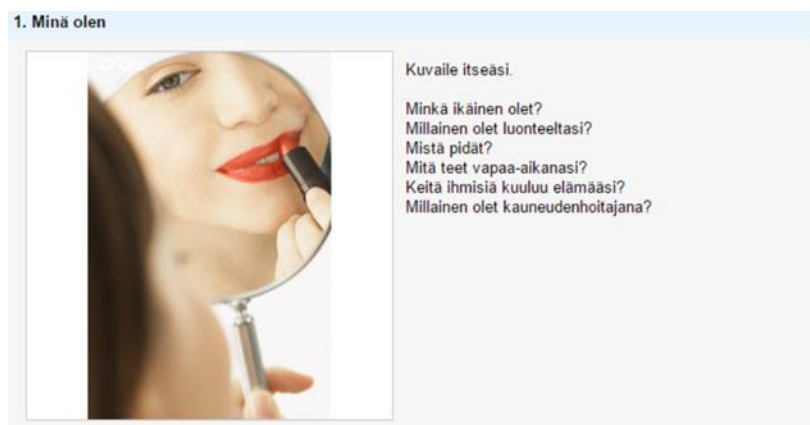 1. Minä olen
Kuvaile itseäsi.
Minkä ikäinen olet?
Millainen olet luonteeltasi?
Mistä pidät?
Mitä teet vapaa-aikanasi?
Keitä ihmisiä kuuluu elämääsi?
Millainen olet kauneudenhoitajana?